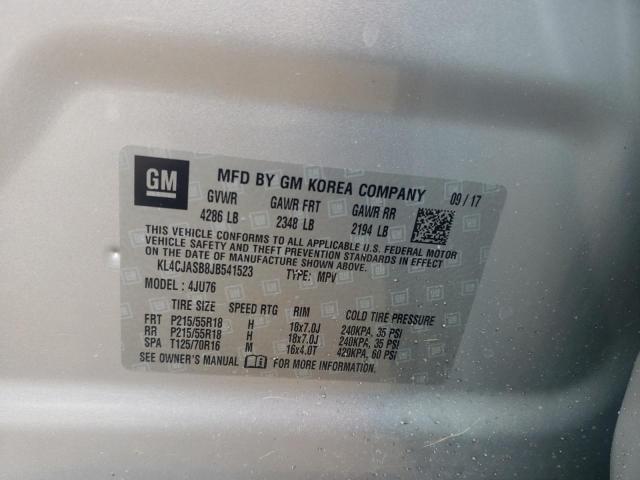 GM
MFD BY GM KOREA COMPANY 09/17
GVWR GAWR FRT GAWR RR
4286 LB 2348 LB 2194 LB
THIS VEHICLE CONFORMS TO ALL APPLICABLE U.S. FEDERAL MOTOR
VEHICLE SAFETY AND THEFT PREVENTION STANDARDS IN EFFECT ON
THE DATE OF MANUFACTURE SHOWN ABOVE.
KL4CJASB8JB541523 TYPE: MPV
MODEL : 4JU76
TIRE SIZE SPEED RTG RIM COLD TIRE PRESSURE
FRT P215/55R18 H 18x7.0J 240KPA, 35 PSI
RR P215/55R18 H 18x7.0J 240KPA, 35 PSI
SPA T125/70R16 M 16x4.0T 420KPA, 60 PSI
SEE OWNER'S MANUAL FOR MORE INFORMATION.